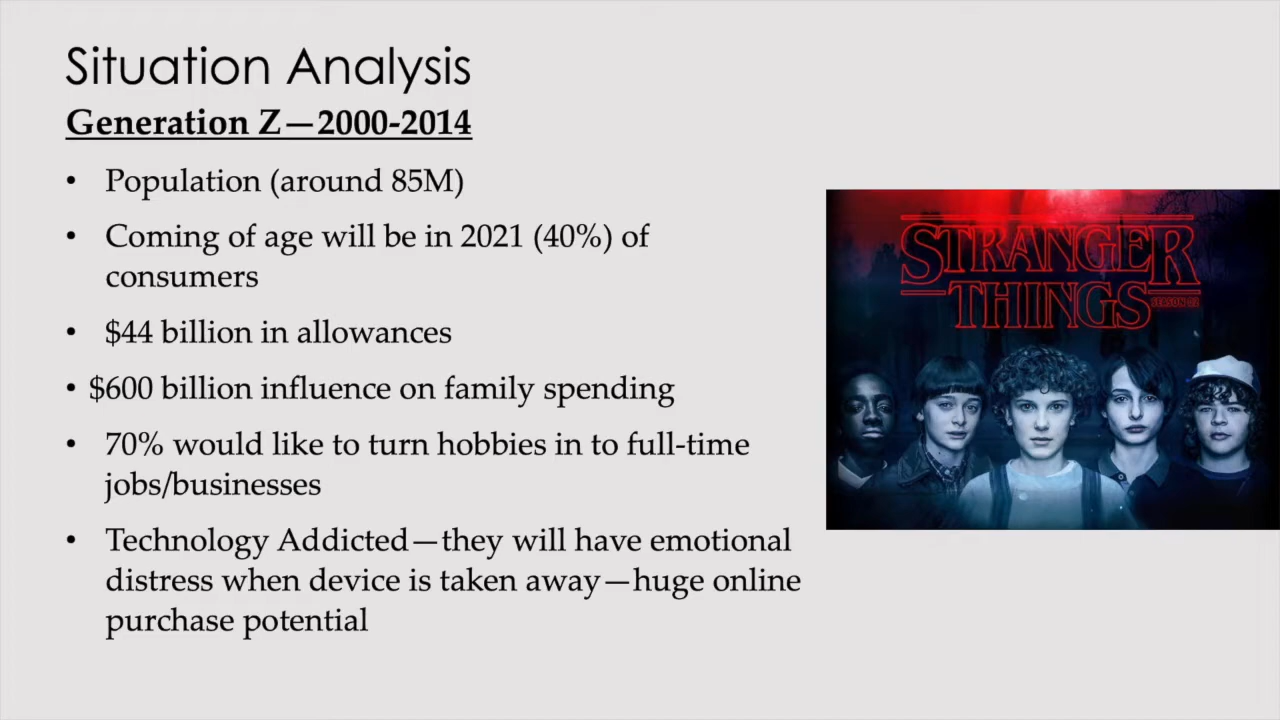 Situation Analysis
Generation Z—2000-2014
• Population (around 85M)
• Coming of age will be in 2021 (40%) of
consumers
• $44 billion in allowances
• $600 billion influence on family spending
• 70% would like to turn hobbies in to full-time
jobs/businesses
• Technology Addicted—they will have emotional
distress when device is taken away—huge online
purchase potential
STRANGER
THINGS
SEASON